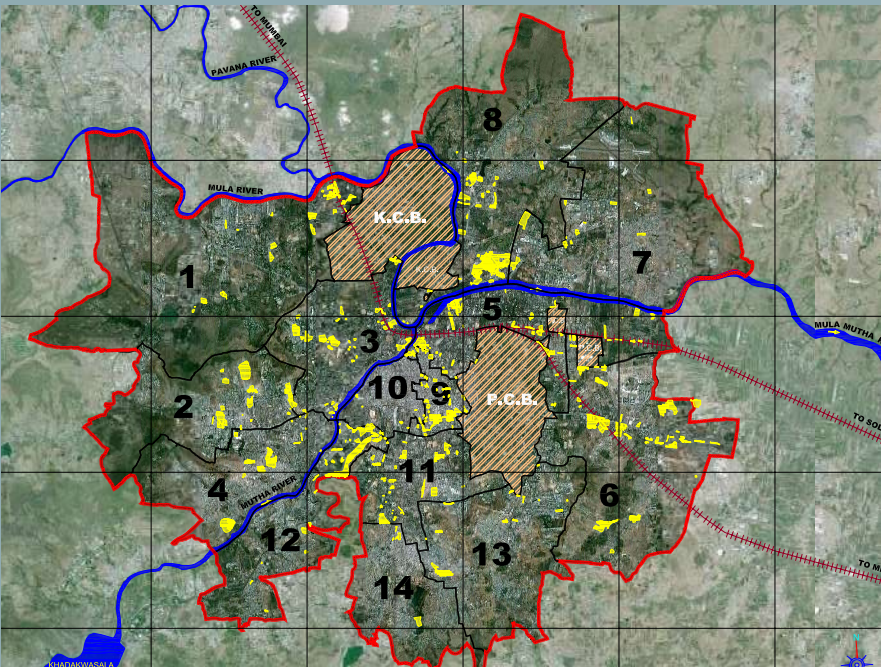 TO MUMBAI
PAVANA RIVER
8
MULA RIVER
K.C.B.
K.C.B.
1
7
5
MULA MUTHA
3
10
9
P.C.B.
2
TO SOL
11
4
MUTHA RIVER
6
12
13
TO M
14
N
KHADAKWASALA